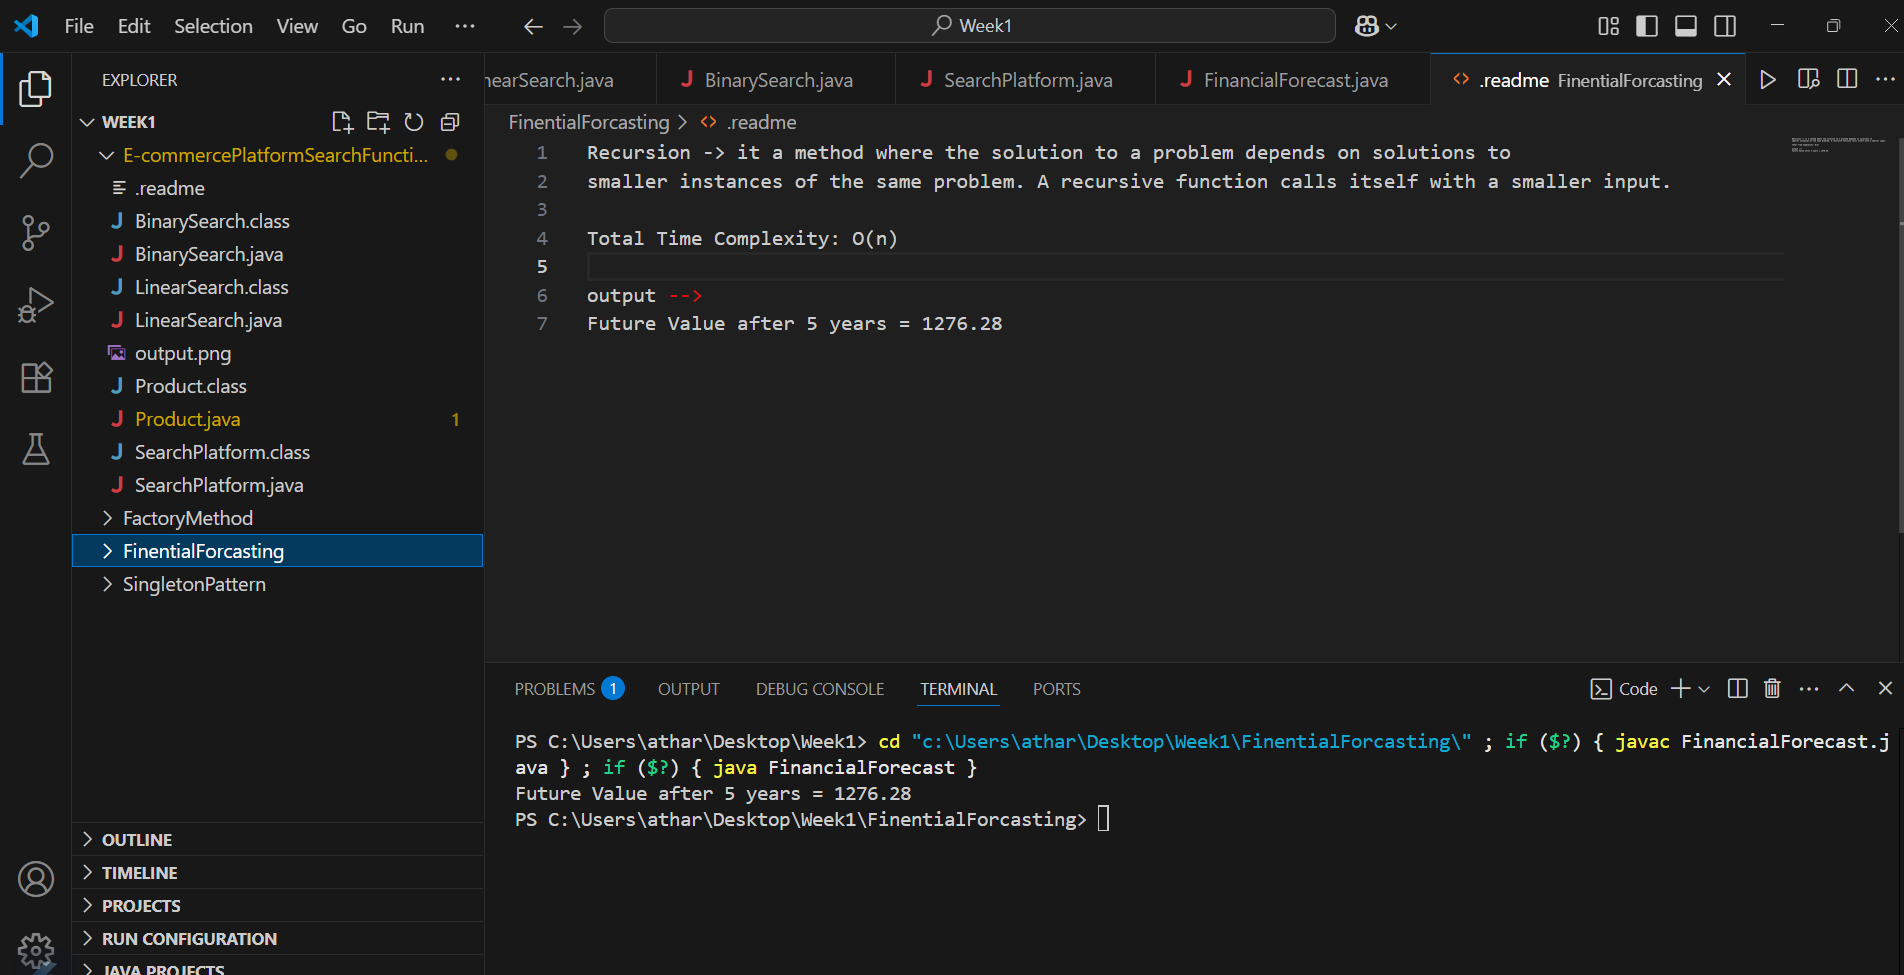 File Edit Selection View Go Run ···
Week1
EXPLORER ···
WEEK1
E-commercePlatformSearchFuncti...
.readme
BinarySearch.class
BinarySearch.java
LinearSearch.class
LinearSearch.java
output.png
Product.class
Product.java 1
SearchPlatform.class
SearchPlatform.java
FactoryMethod
FinentialForcasting
SingletonPattern
OUTLINE
TIMELINE
PROJECTS
RUN CONFIGURATION
JAVA PROJECTS
nearSearch.java BinarySearch.java SearchPlatform.java FinancialForecast.java .readme FinentialForcasting
FinentialForcasting > .readme
1 Recursion -> it a method where the solution to a problem depends on solutions to
2 smaller instances of the same problem. A recursive function calls itself with a smaller input.
3
4 Total Time Complexity: O(n)
5
6 output -->
7 Future Value after 5 years = 1276.28
PROBLEMS 1 OUTPUT DEBUG CONSOLE TERMINAL PORTS Code
PS C:\Users\athar\Desktop\Week1> cd "c:\Users\athar\Desktop\Week1\FinentialForcasting\" ; if ($?) { javac FinancialForecast.j
ava } ; if ($?) { java FinancialForecast }
Future Value after 5 years = 1276.28
PS C:\Users\athar\Desktop\Week1\FinentialForcasting>